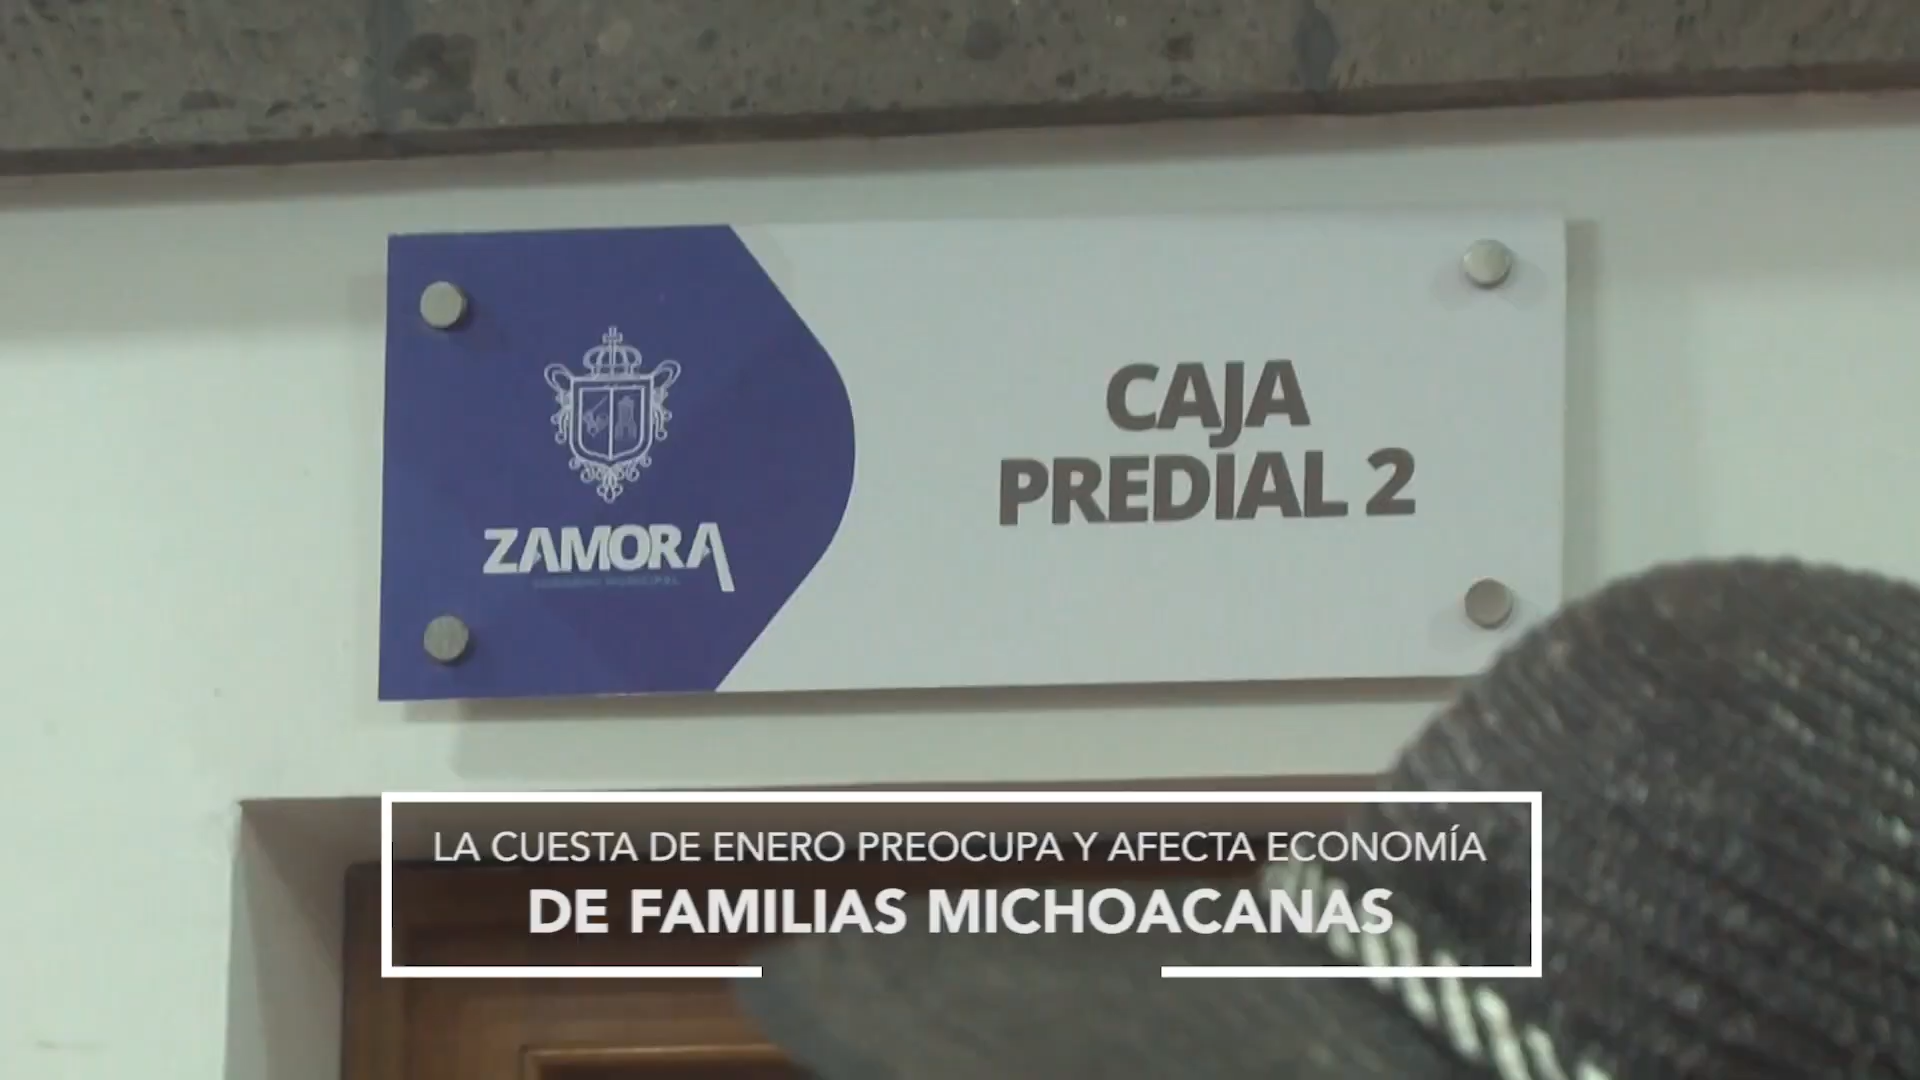 CAJA
PREDIAL 2
ZAMORA
LA CUESTA DE ENERO PREOCUPA Y AFECTA ECONOMÍA
DE FAMILIAS MICHOACANAS